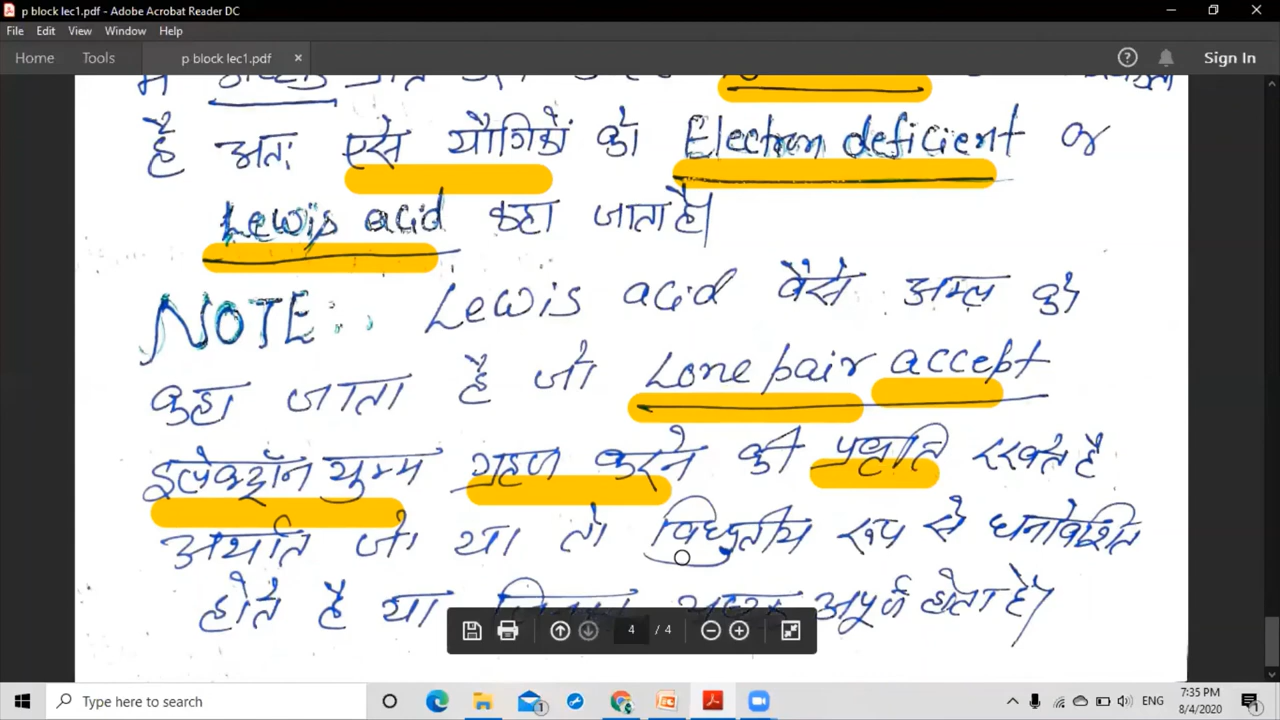 p block lec1.pdf - Adobe Acrobat Reader DC
File Edit View Window Help
Home Tools p block lec1.pdf × Sign In
में
है अतः ऐसे यौगिकों को Electron deficient or
Lewis acid कहा जाता है।
NOTE: Lewis acid वैसे अम्ल को
कहा जाता है जो Lone pair accept
इलेक्ट्रॉन युग्म ग्रहण करने की प्रवृति रखते है
अर्थात जो या तो विधुतीय रूप से धनावेशित
होते है या अपूर्ण होता है।
4 / 4
Type here to search
ENG
7:35 PM
8/4/2020